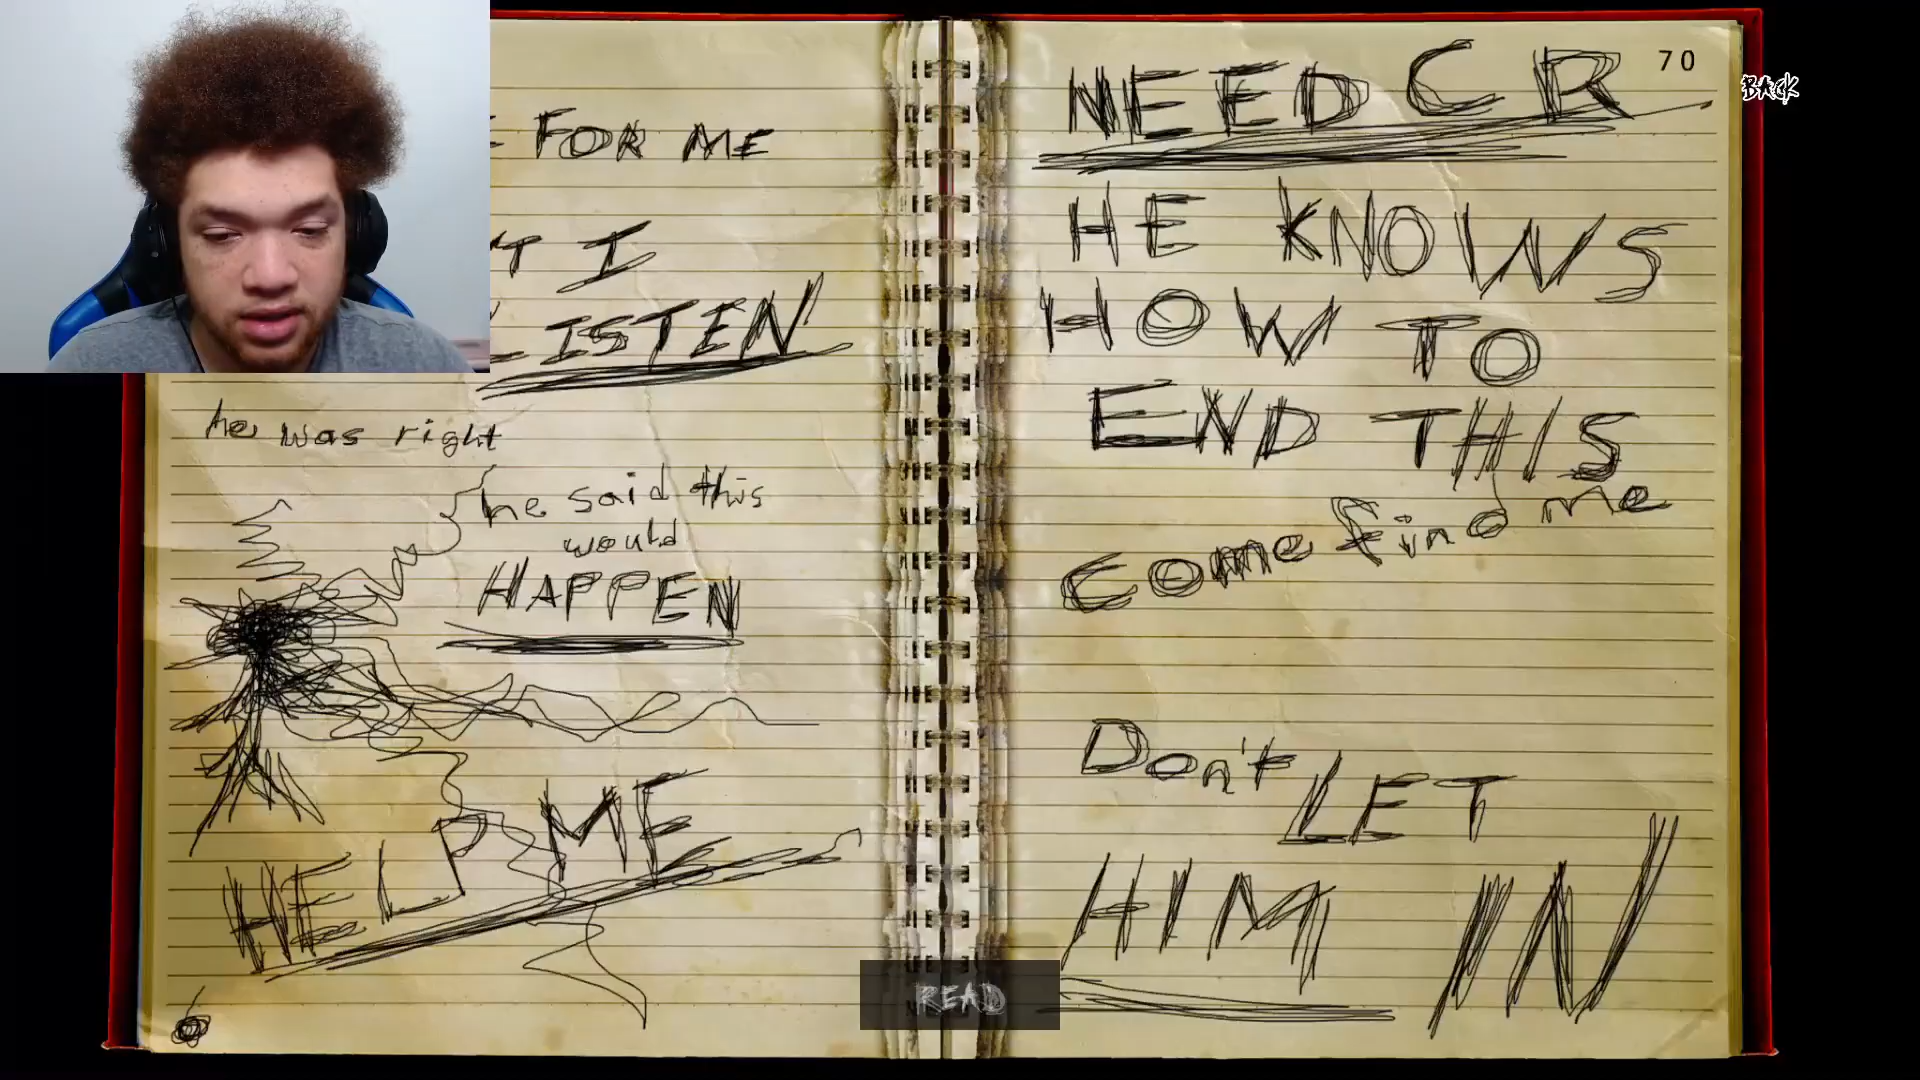 FOR ME
T I
LISTEN
he was right
he said this
would
HAPPEN
HELP ME
70
NEED CR
HE KNOWS
HOW TO
END THIS
come find me
Don't LET
HIM IN
BACK
READ